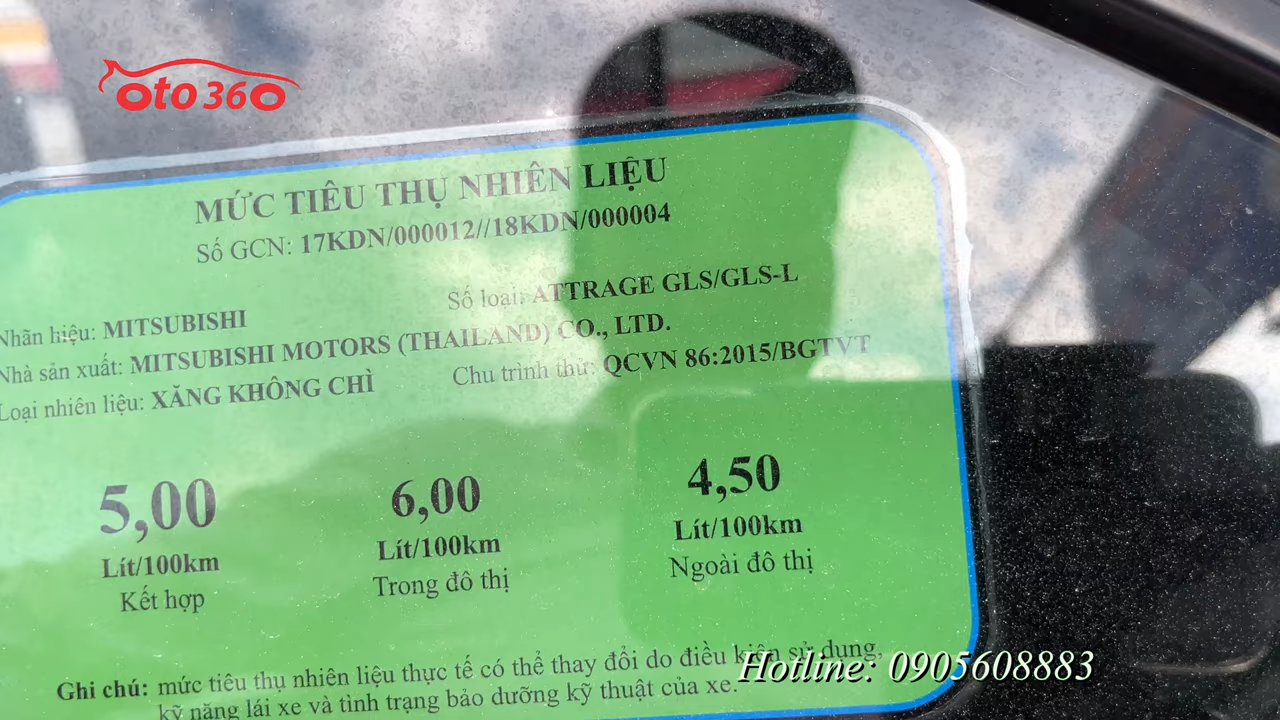 oto 360
MỨC TIÊU THỤ NHIÊN LIỆU
Số GCN: 17KDN/000012//18KDN/000004
Nhãn hiệu: MITSUBISHI Số loại: ATTRAGE GLS/GLS-L
Nhà sản xuất: MITSUBISHI MOTORS (THAILAND) CO., LTD.
Loại nhiên liệu: XĂNG KHÔNG CHÌ Chu trình thử: QCVN 86:2015/BGTVT
5,00 6,00 4,50
Lít/100km Lít/100km Lít/100km
Kết hợp Trong đô thị Ngoài đô thị
Ghi chú: mức tiêu thụ nhiên liệu thực tế có thể thay đổi do điều kiện sử dụng,
kỹ năng lái xe và tình trạng bảo dưỡng kỹ thuật của xe.
Hotline: 0905608883